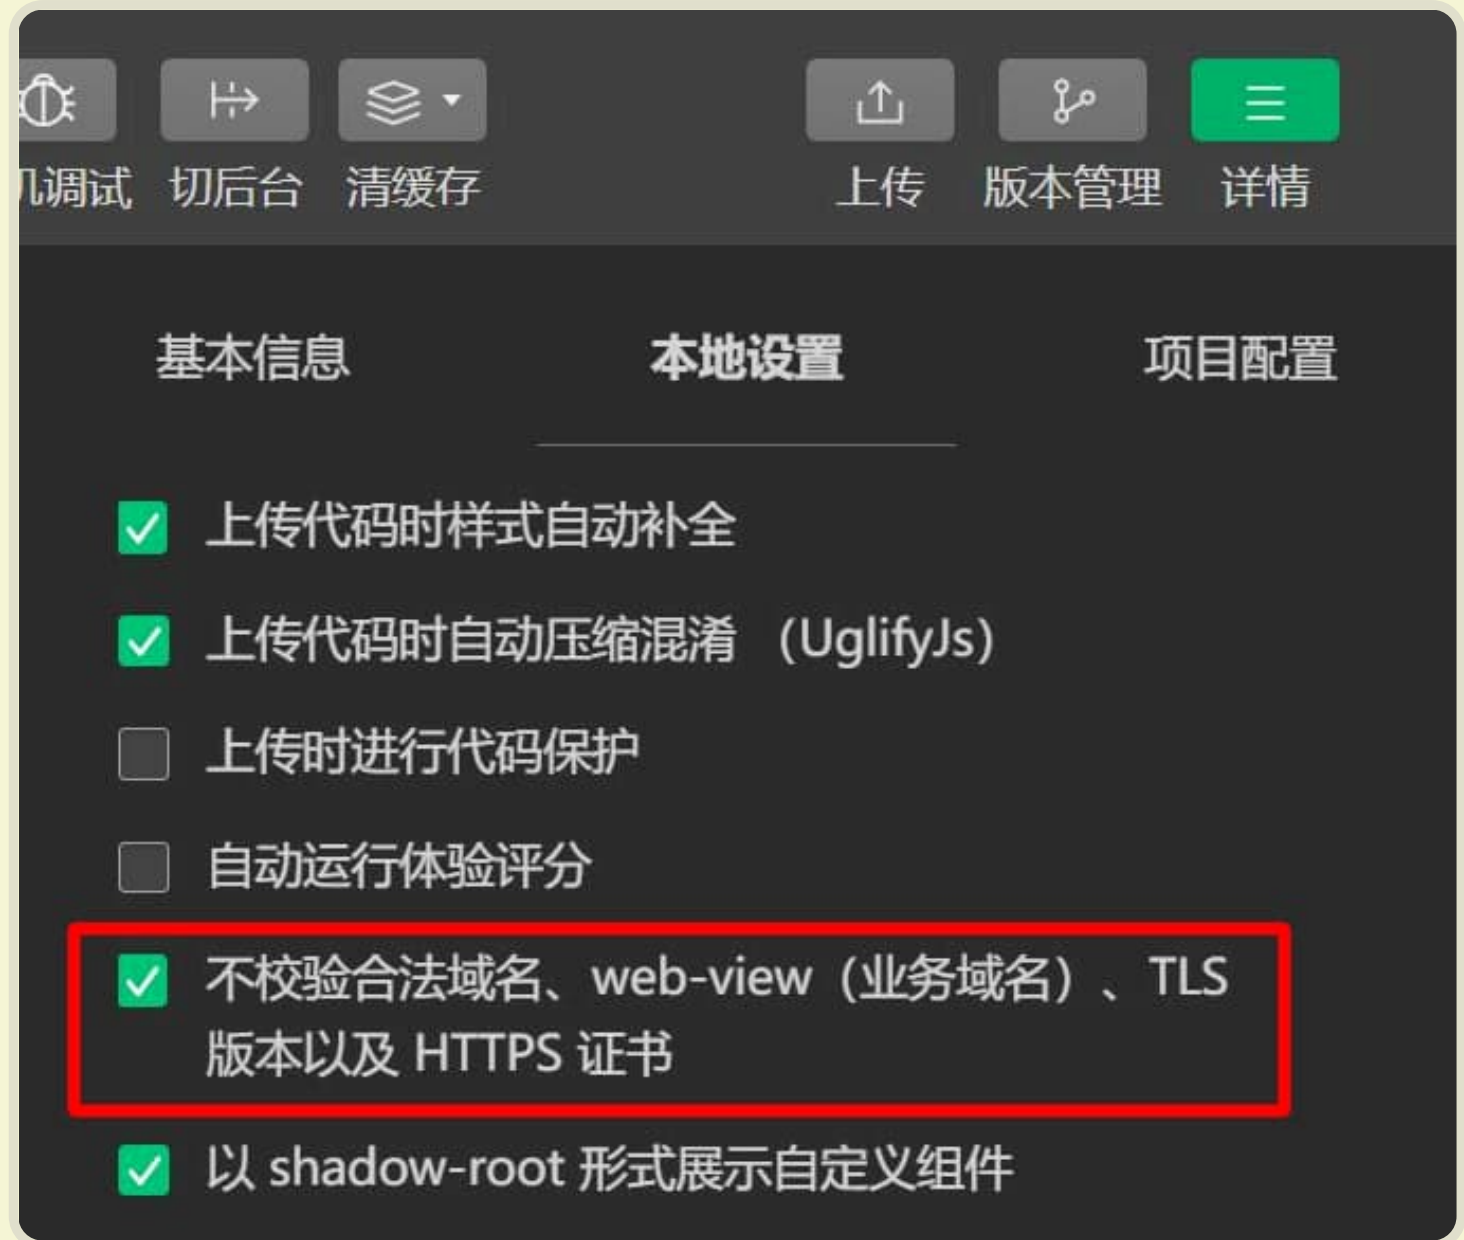 调试 切后台 清缓存 上传 版本管理 详情
基本信息 本地设置 项目配置
上传代码时样式自动补全
上传代码时自动压缩混淆 （UglifyJs）
上传时进行代码保护
自动运行体验评分
不校验合法域名、web-view（业务域名）、TLS
版本以及 HTTPS 证书
以 shadow-root 形式展示自定义组件